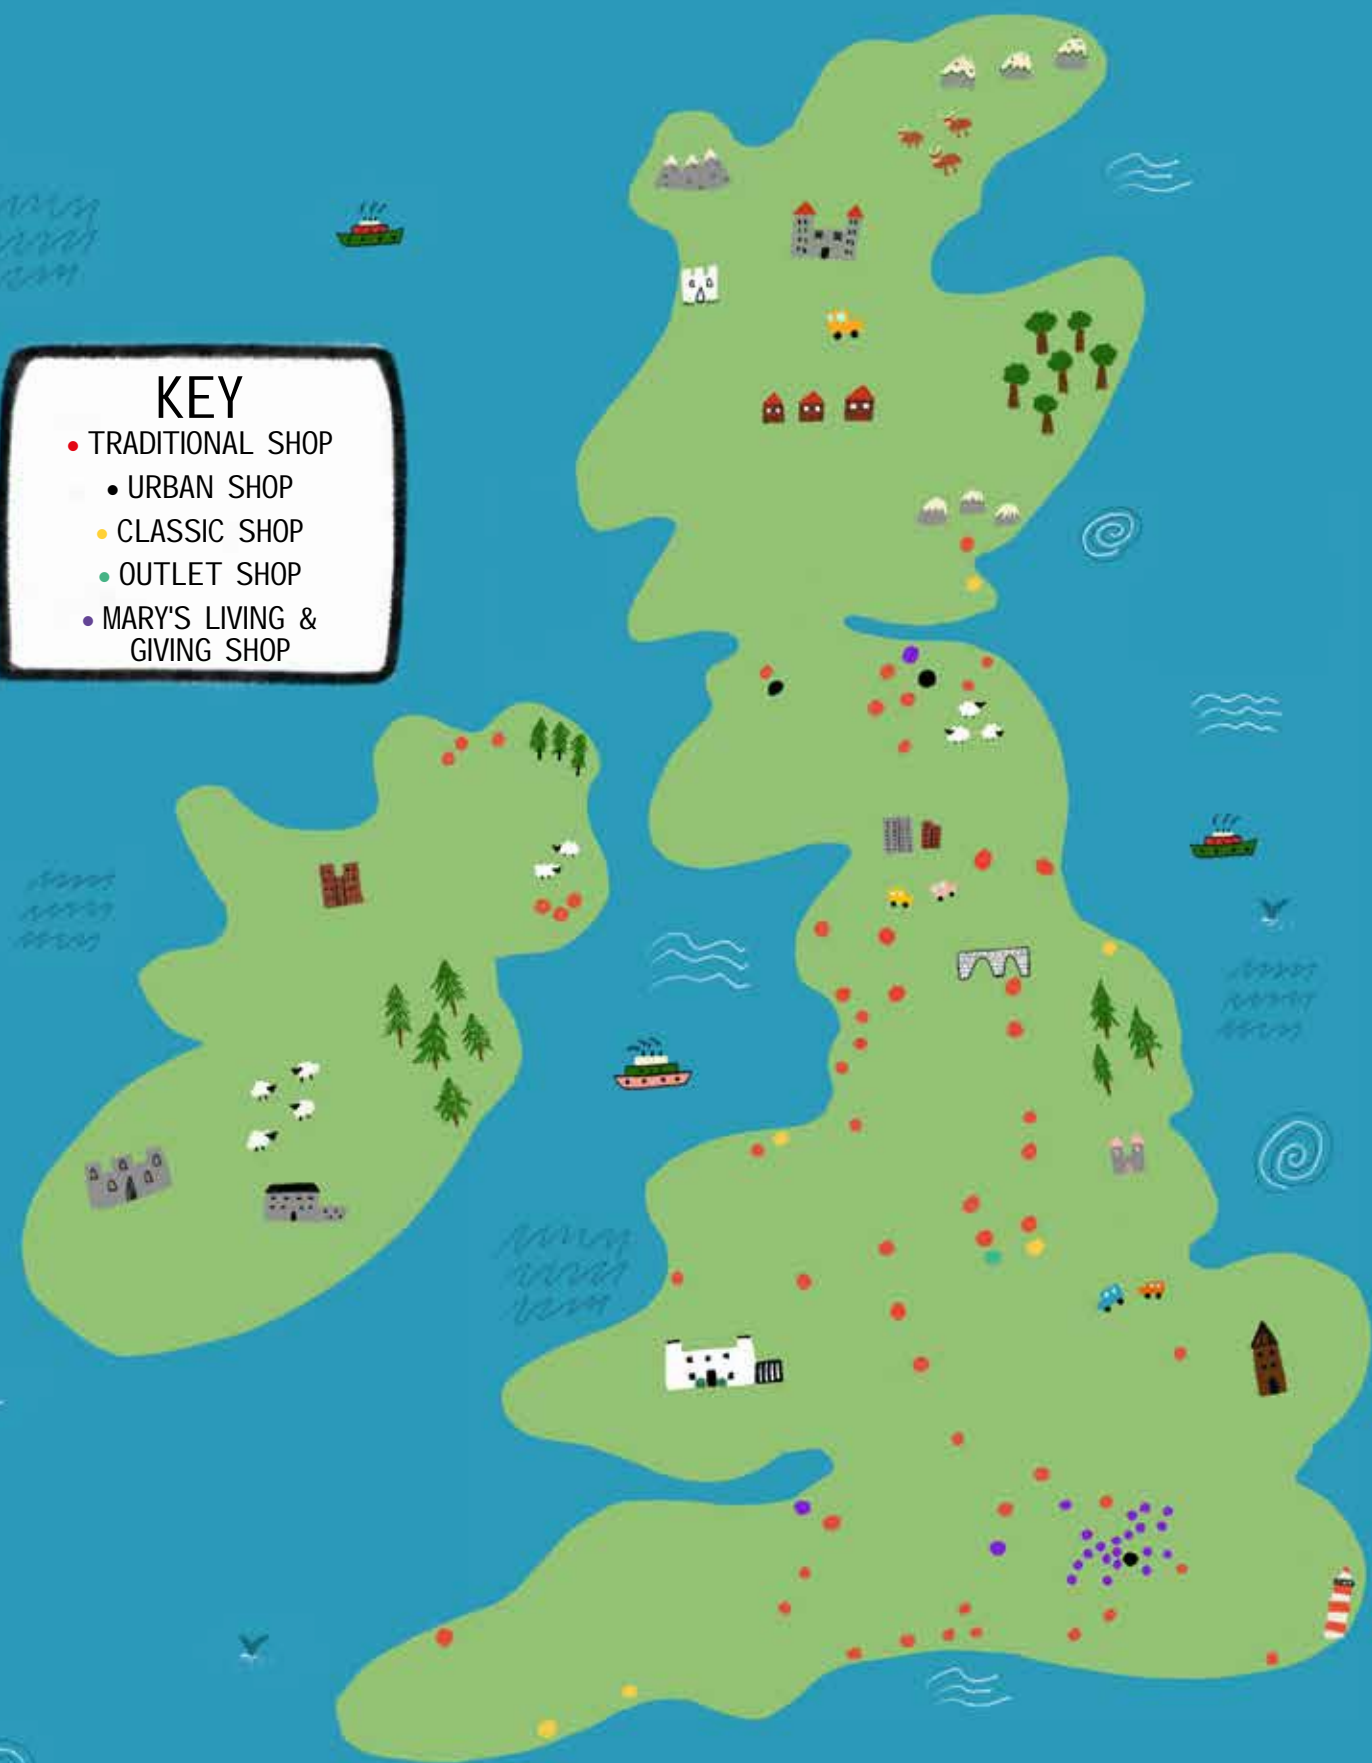 KEY
TRADITIONAL SHOP
URBAN SHOP
CLASSIC SHOP
OUTLET SHOP
MARY'S LIVING &
GIVING SHOP